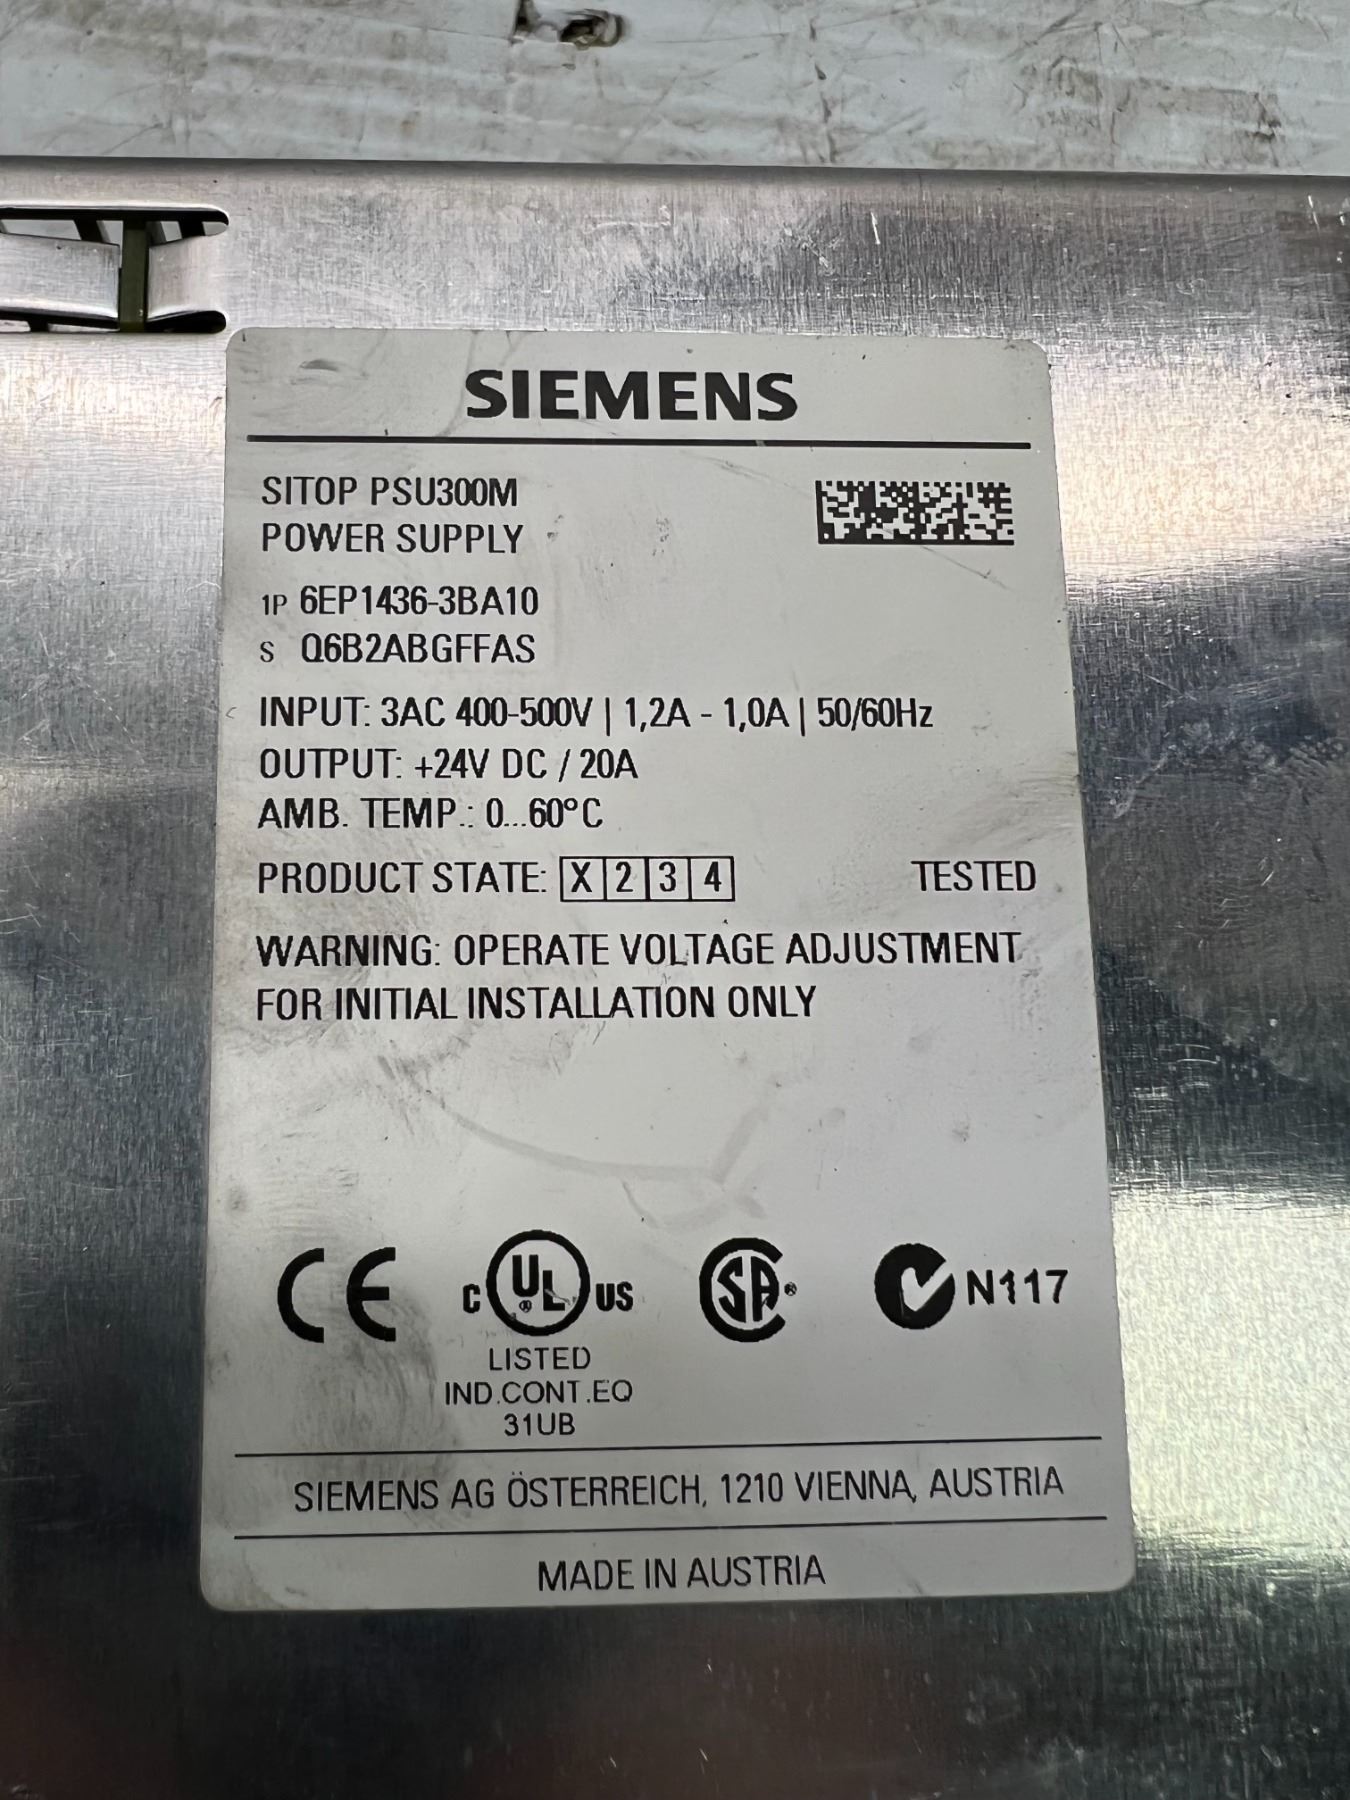 SIEMENS
SITOP PSU300M
POWER SUPPLY
1P 6EP1436-3BA10
S Q6B2ABGFFAS
INPUT: 3AC 400-500V | 1,2A - 1,0A | 50/60Hz
OUTPUT: +24V DC / 20A
AMB. TEMP.: 0...60°C
PRODUCT STATE: X 2 3 4 TESTED
WARNING: OPERATE VOLTAGE ADJUSTMENT
FOR INITIAL INSTALLATION ONLY
CE C UL ® US SA ® N117
LISTED
IND.CONT.EQ
31UB
SIEMENS AG ÖSTERREICH, 1210 VIENNA, AUSTRIA
MADE IN AUSTRIA